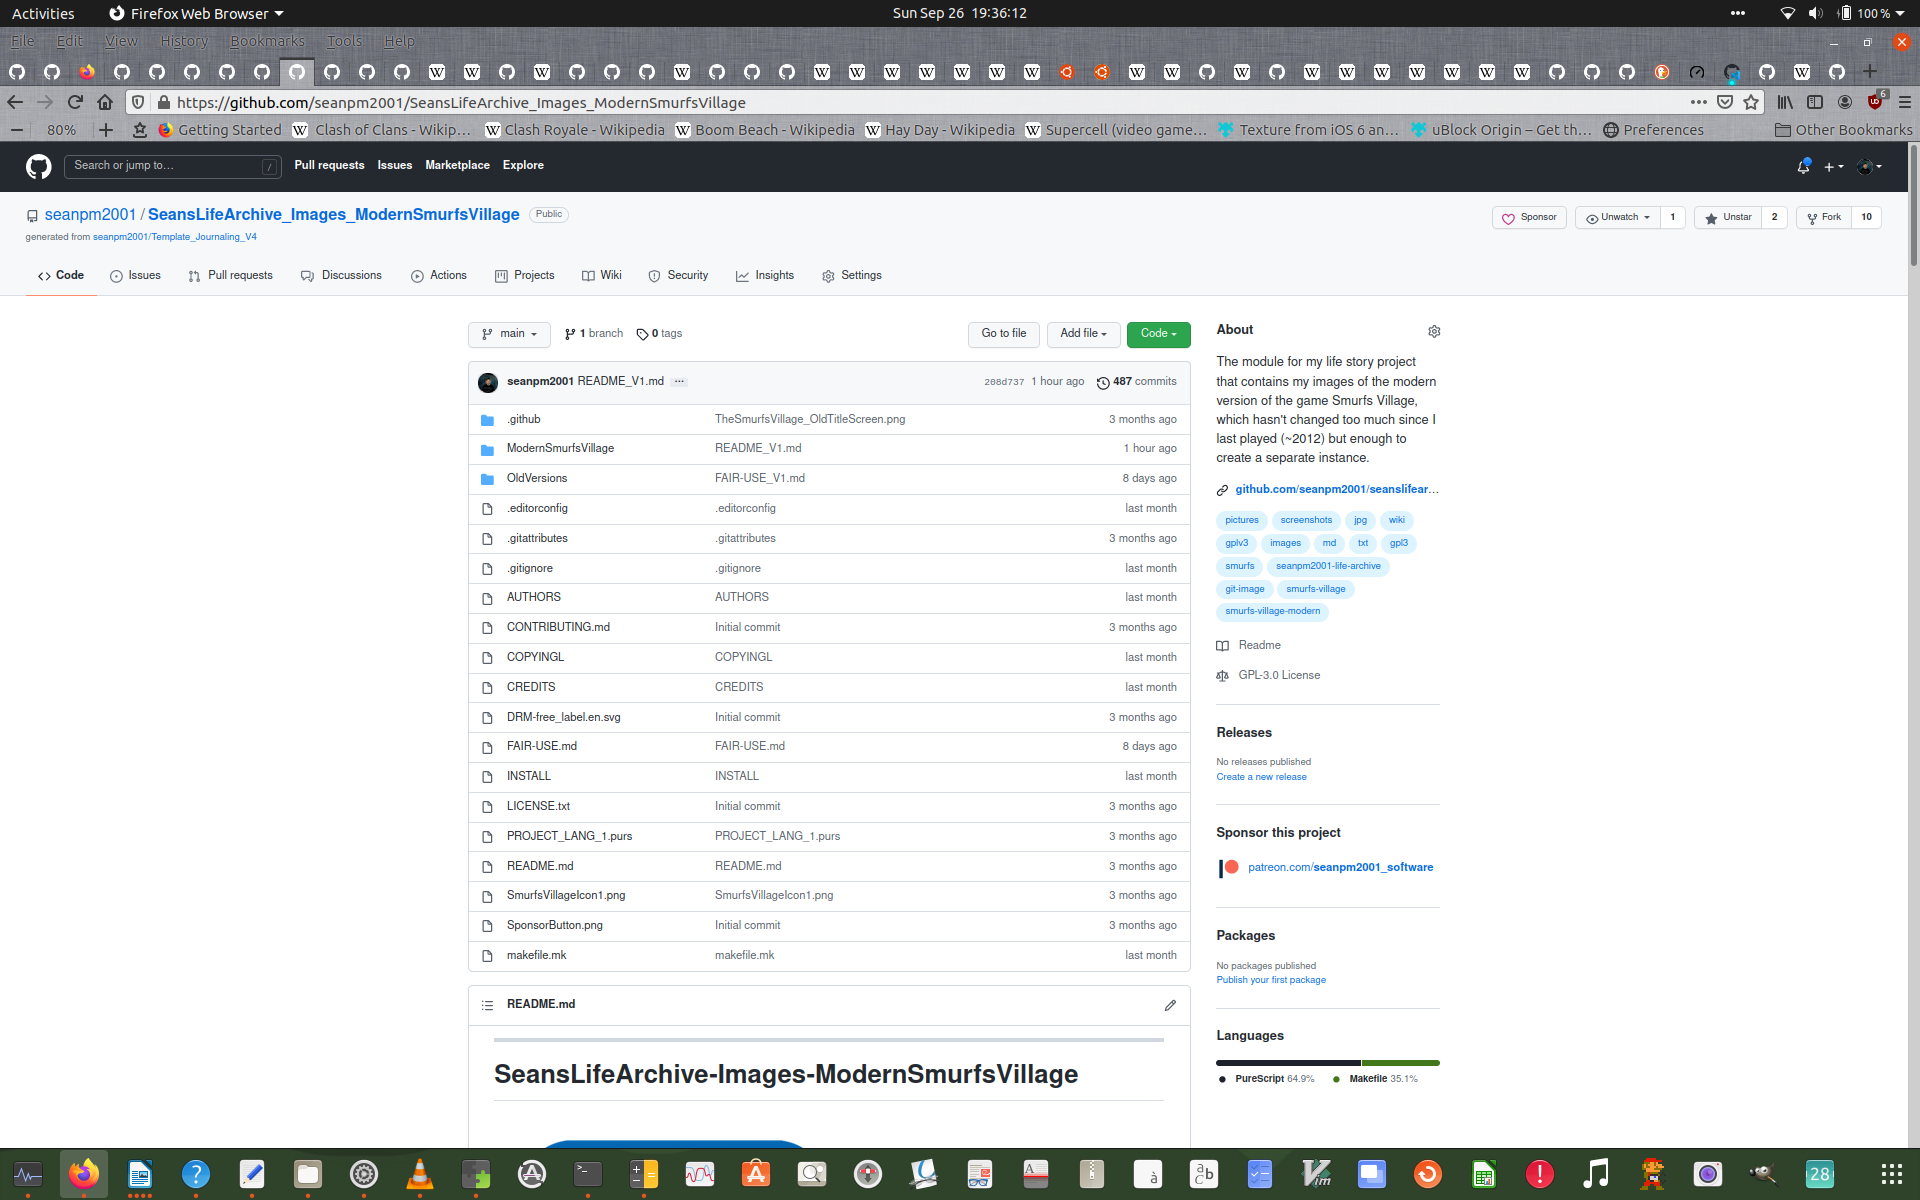 Activities Firefox Web Browser Sun Sep 26 19:36:12 100 %
File Edit View History Bookmarks Tools Help
https://github.com/seanpm2001/SeansLifeArchive_Images_ModernSmurfsVillage 6
80% Getting Started Clash of Clans - Wikip… Clash Royale - Wikipedia Boom Beach - Wikipedia Hay Day - Wikipedia Supercell (video game… Texture from iOS 6 an… uBlock Origin – Get th… Preferences Other Bookmarks
Search or jump to… / Pull requests Issues Marketplace Explore
seanpm2001 / SeansLifeArchive_Images_ModernSmurfsVillage Public
Sponsor Unwatch 1 Unstar 2 Fork 10
generated from seanpm2001/Template_Journaling_V4
Code Issues Pull requests Discussions Actions Projects Wiki Security Insights Settings
main 1 branch 0 tags Go to file Add file Code
seanpm2001 README_V1.md 208d737 1 hour ago 487 commits
.github TheSmurfsVillage_OldTitleScreen.png 3 months ago
ModernSmurfsVillage README_V1.md 1 hour ago
OldVersions FAIR-USE_V1.md 8 days ago
.editorconfig .editorconfig last month
.gitattributes .gitattributes 3 months ago
.gitignore .gitignore last month
AUTHORS AUTHORS last month
CONTRIBUTING.md Initial commit 3 months ago
COPYINGL COPYINGL last month
CREDITS CREDITS last month
DRM-free_label.en.svg Initial commit 3 months ago
FAIR-USE.md FAIR-USE.md 8 days ago
INSTALL INSTALL last month
LICENSE.txt Initial commit 3 months ago
PROJECT_LANG_1.purs PROJECT_LANG_1.purs 3 months ago
README.md README.md 3 months ago
SmurfsVillageIcon1.png SmurfsVillageIcon1.png 3 months ago
SponsorButton.png Initial commit 3 months ago
makefile.mk makefile.mk last month
README.md
SeansLifeArchive-Images-ModernSmurfsVillage
About
The module for my life story project
that contains my images of the modern
version of the game Smurfs Village,
which hasn't changed too much since I
last played (~2012) but enough to
create a separate instance.
github.com/seanpm2001/seanslifear…
pictures screenshots jpg wiki
gplv3 images md txt gpl3
smurfs seanpm2001-life-archive
git-image smurfs-village
smurfs-village-modern
Readme
GPL-3.0 License
Releases
No releases published
Create a new release
Sponsor this project
patreon.com/seanpm2001_software
Packages
No packages published
Publish your first package
Languages
PureScript 64.9% Makefile 35.1%
28